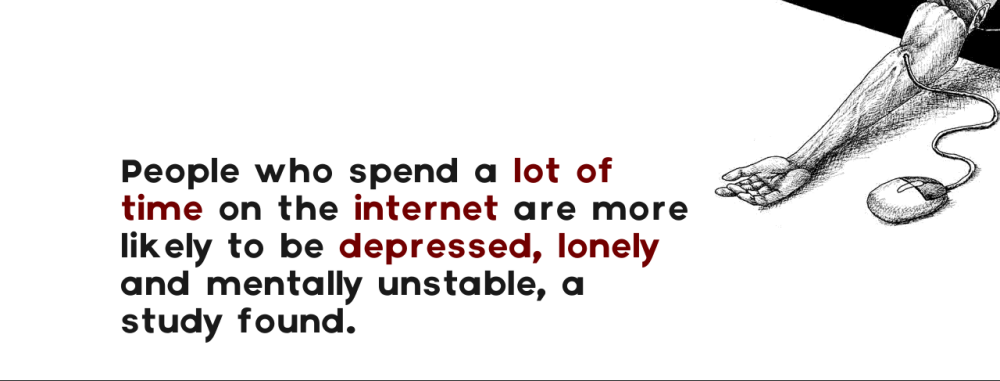 People who spend a lot of
time on the internet are more
likely to be depressed, lonely
and mentally unstable, a
study found.